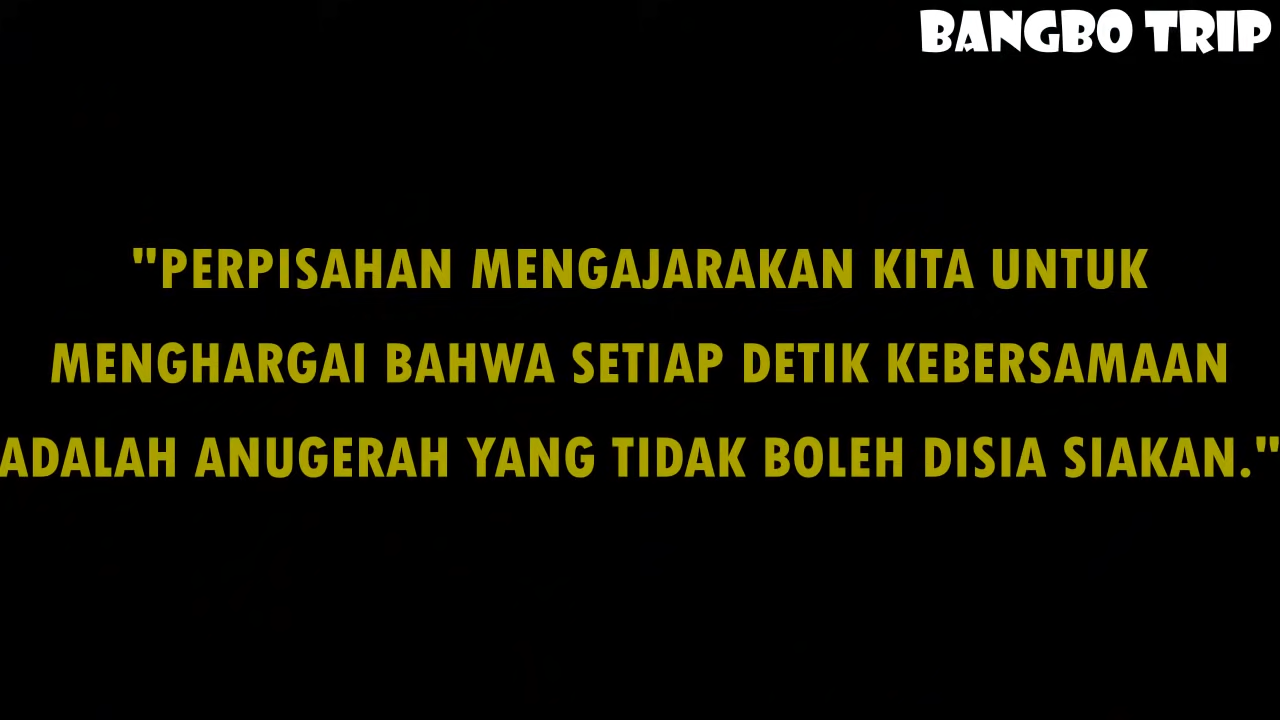 BANGBO TRIP
"PERPISAHAN MENGAJARAKAN KITA UNTUK
MENGHARGAI BAHWA SETIAP DETIK KEBERSAMAAN
ADALAH ANUGERAH YANG TIDAK BOLEH DISIA SIAKAN."